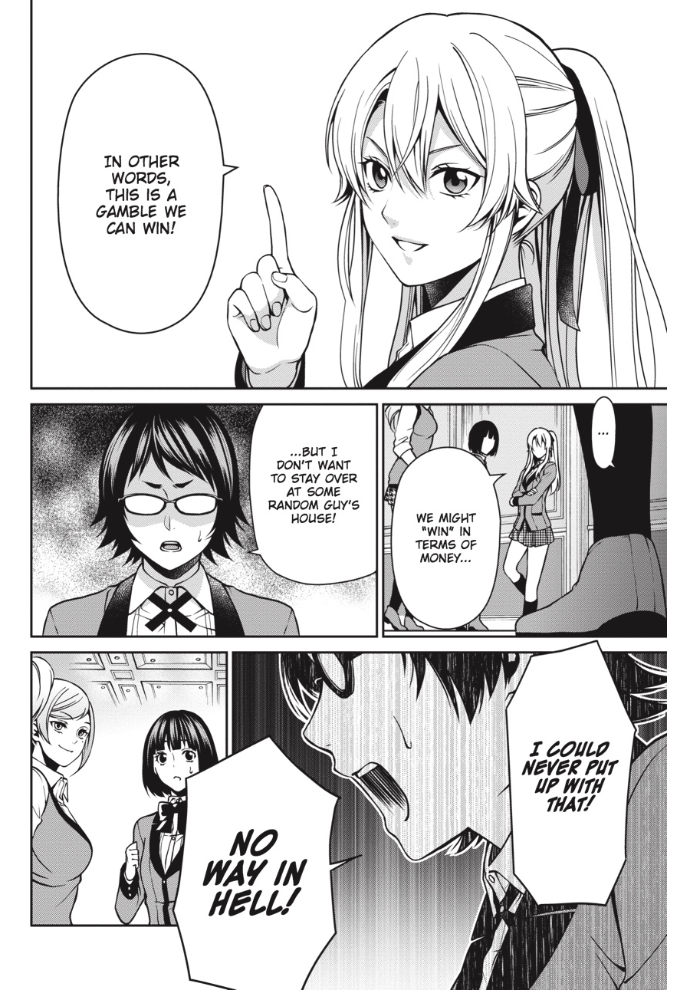 IN OTHER
WORDS,
THIS IS A
GAMBLE WE
CAN WIN!
...
WE MIGHT
"WIN" IN
TERMS OF
MONEY...
...BUT I
DON'T WANT
TO STAY OVER
AT SOME
RANDOM GUY'S
HOUSE!
I COULD
NEVER PUT
UP WITH
THAT!
NO
WAY IN
HELL!